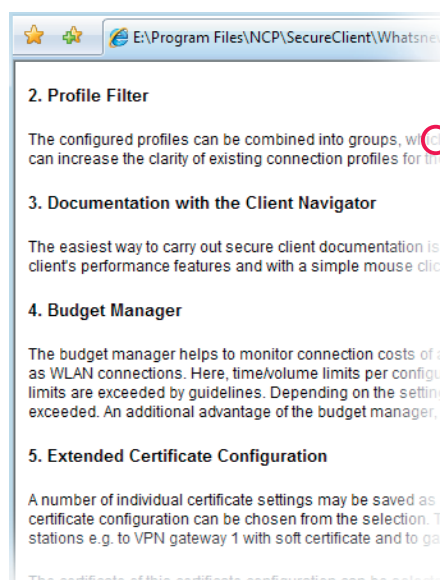 E:\Program Files\NCP\SecureClient\Whatsne
2. Profile Filter
The configured profiles can be combined into groups,
can increase the clarity of existing connection profiles for
3. Documentation with the Client Navigator
The easiest way to carry out secure client documentation is
client's performance features and with a simple mouse clic
4. Budget Manager
The budget manager helps to monitor connection costs of a
as WLAN connections. Here, time/volume limits per configu
limits are exceeded by guidelines. Depending on the setting
exceeded. An additional advantage of the budget manager,
5. Extended Certificate Configuration
A number of individual certificate settings may be saved as
certificate configuration can be chosen from the selection. T
stations e.g. to VPN gateway 1 with soft certificate and to ga